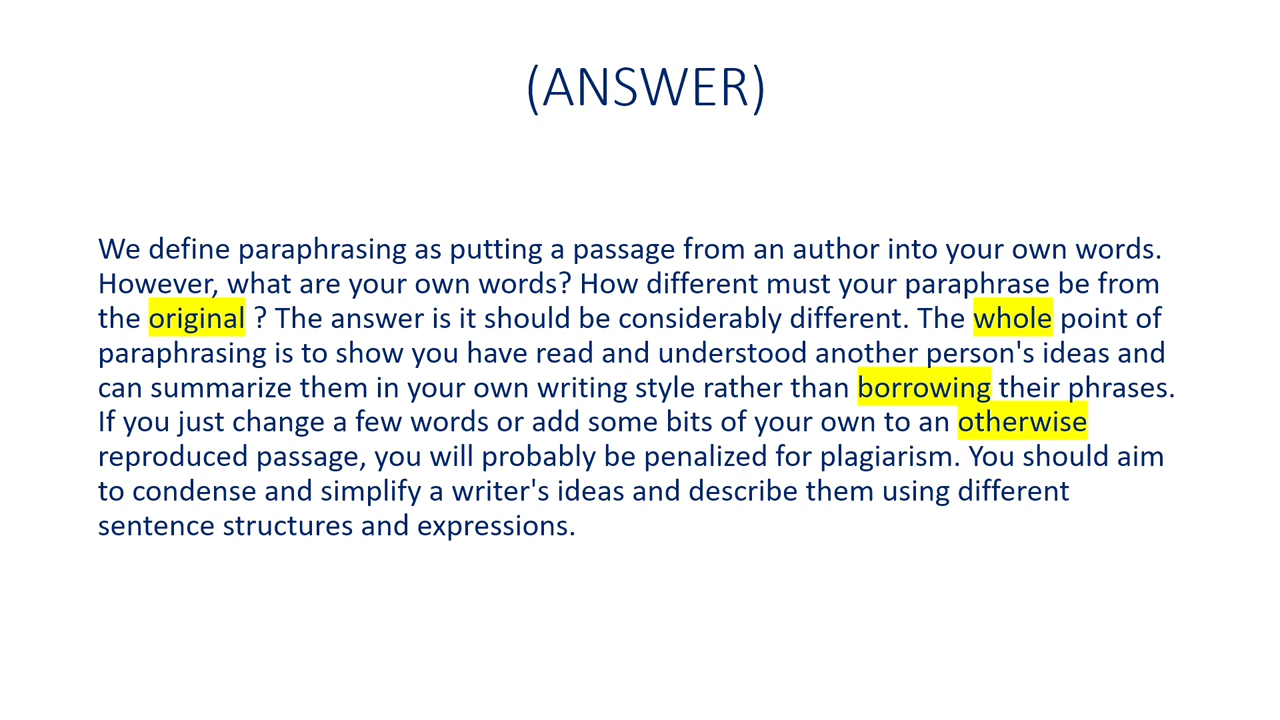 (ANSWER)
We define paraphrasing as putting a passage from an author into your own words.
However, what are your own words? How different must your paraphrase be from
the original ? The answer is it should be considerably different. The whole point of
paraphrasing is to show you have read and understood another person's ideas and
can summarize them in your own writing style rather than borrowing their phrases.
If you just change a few words or add some bits of your own to an otherwise
reproduced passage, you will probably be penalized for plagiarism. You should aim
to condense and simplify a writer's ideas and describe them using different
sentence structures and expressions.